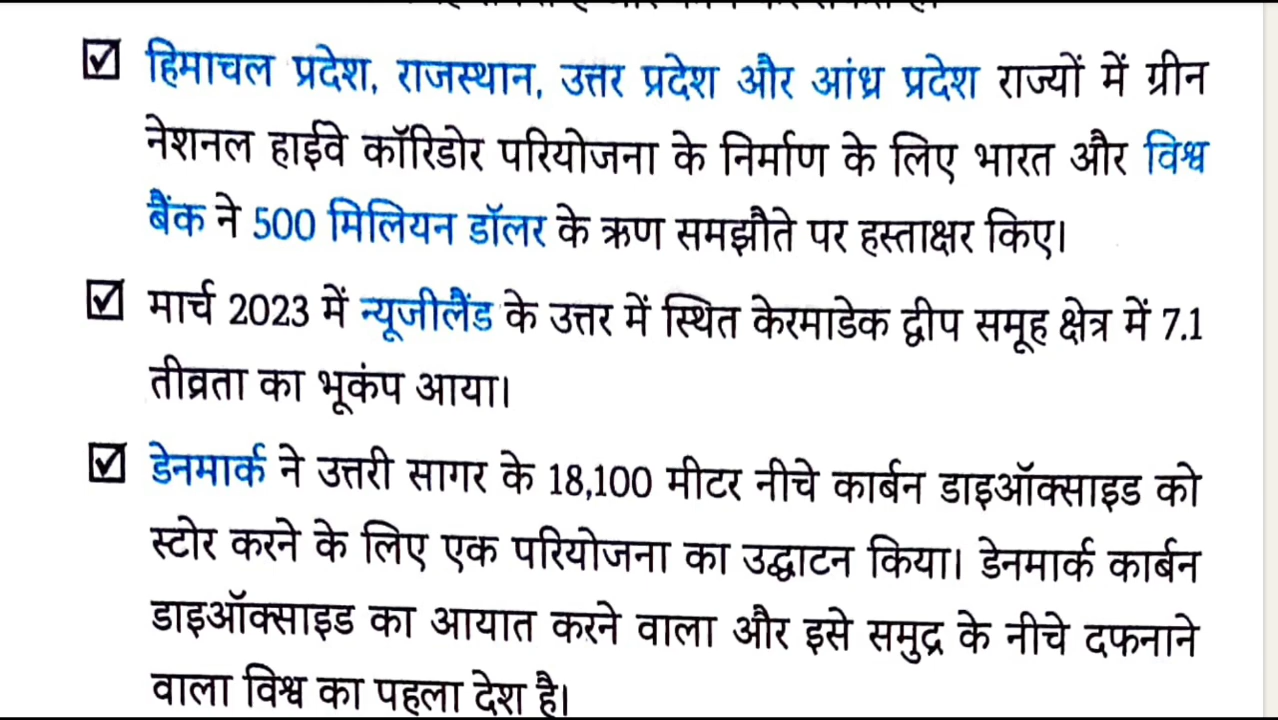 हिमाचल प्रदेश, राजस्थान, उत्तर प्रदेश और आंध्र प्रदेश राज्यों में ग्रीन
नेशनल हाईवे कॉरिडोर परियोजना के निर्माण के लिए भारत और विश्व
बैंक ने 500 मिलियन डॉलर के ऋण समझौते पर हस्ताक्षर किए।
मार्च 2023 में न्यूजीलैंड के उत्तर में स्थित केरमाडेक द्वीप समूह क्षेत्र में 7.1
तीव्रता का भूकंप आया।
डेनमार्क ने उत्तरी सागर के 18,100 मीटर नीचे कार्बन डाइऑक्साइड को
स्टोर करने के लिए एक परियोजना का उद्घाटन किया। डेनमार्क कार्बन
डाइऑक्साइड का आयात करने वाला और इसे समुद्र के नीचे दफनाने
वाला विश्व का पहला देश है।